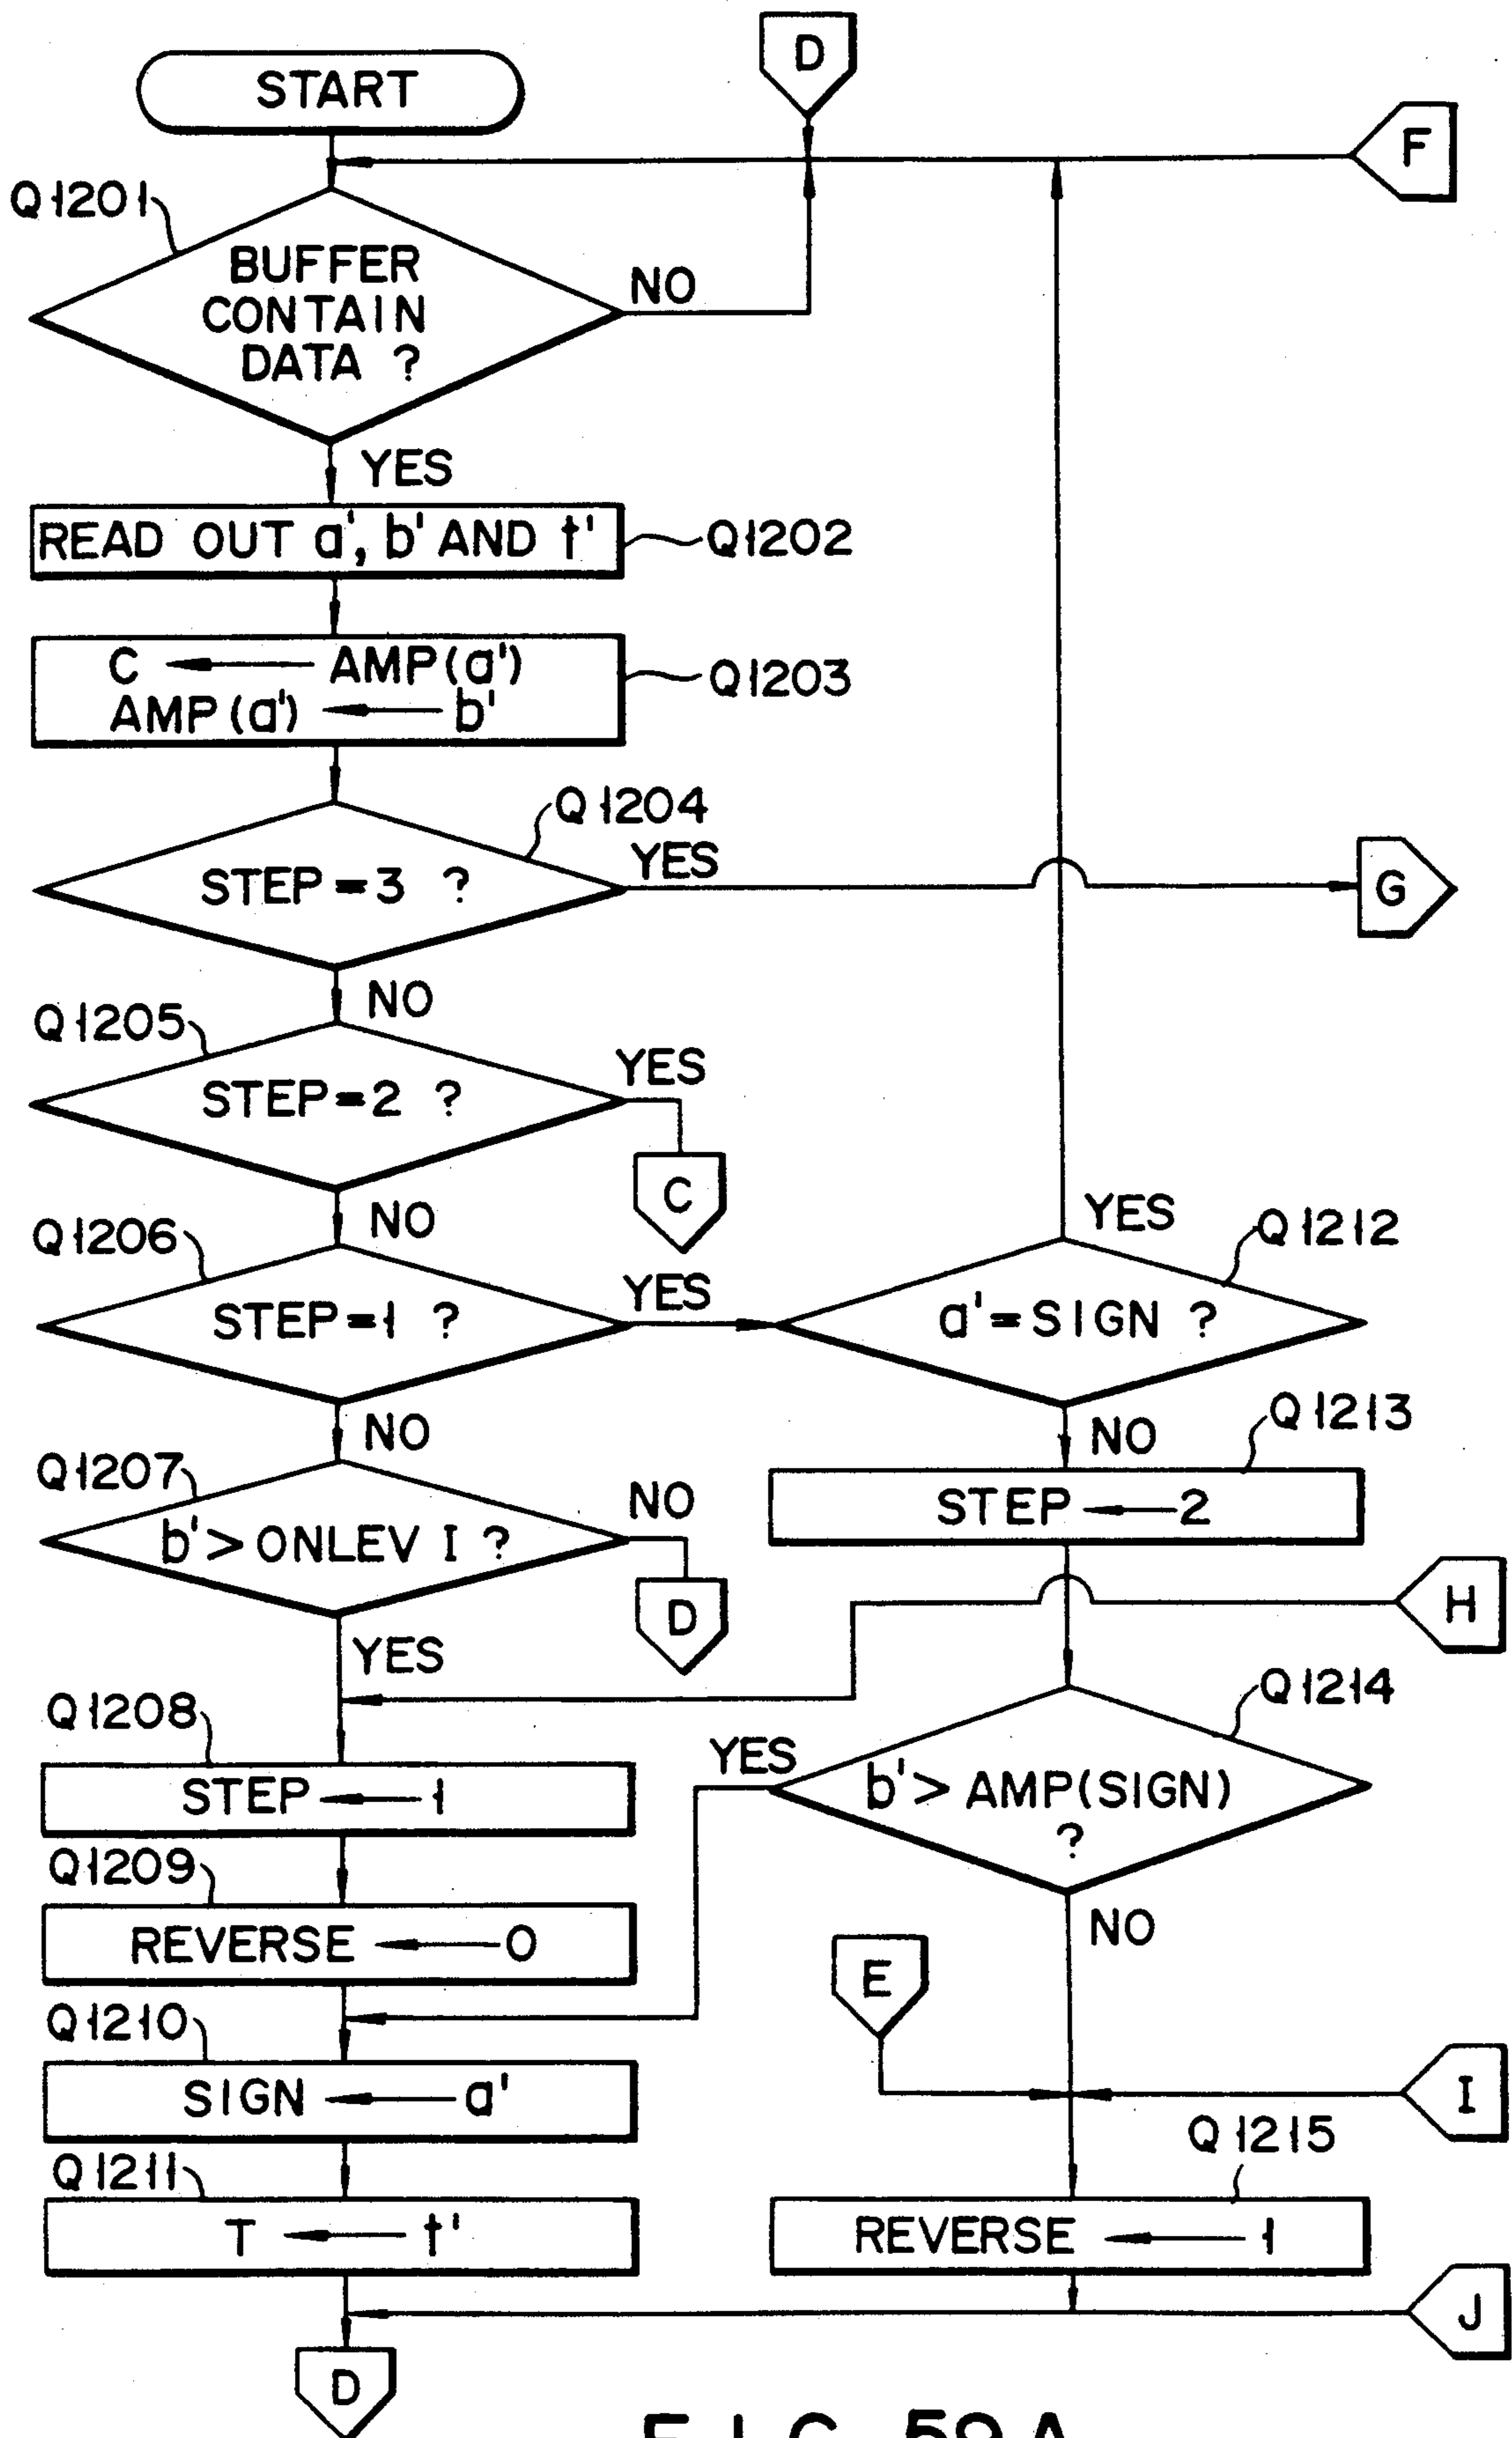 START
D
F
Q1201
BUFFER
CONTAIN
DATA ?
NO
YES
READ OUT a', b' AND t'
Q1202
C ← AMP(a')
AMP(a') ← b'
Q1203
Q1204
STEP=3 ?
YES
G
NO
Q1205
STEP=2 ?
YES
C
NO
Q1206
STEP=1 ?
YES
YES
Q1212
a'=SIGN ?
NO
Q1207
b'> ONLEV I ?
NO
D
NO
Q1213
STEP ← 2
H
YES
Q1208
STEP ← 1
Q1214
YES
b'> AMP(SIGN)
?
Q1209
REVERSE ← 0
NO
E
Q1210
SIGN ← a'
I
Q1211
T ← t'
Q1215
REVERSE ← 1
J
D